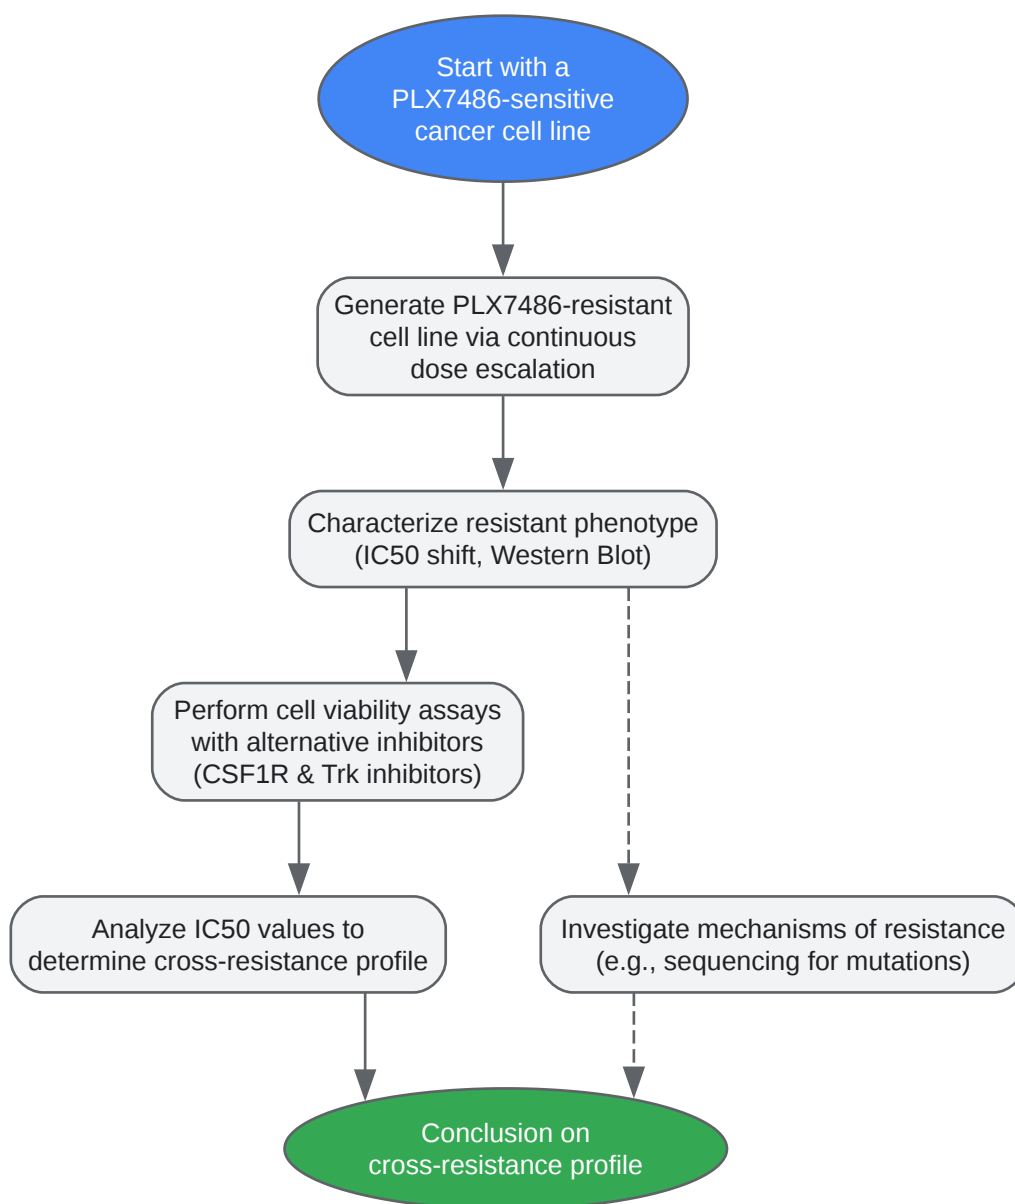 Start with a
PLX7486-sensitive
cancer cell line
Generate PLX7486-resistant
cell line via continuous
dose escalation
Characterize resistant phenotype
(IC50 shift, Western Blot)
Perform cell viability assays
with alternative inhibitors
(CSF1R & Trk inhibitors)
Analyze IC50 values to
determine cross-resistance profile
Investigate mechanisms of resistance
(e.g., sequencing for mutations)
Conclusion on
cross-resistance profile